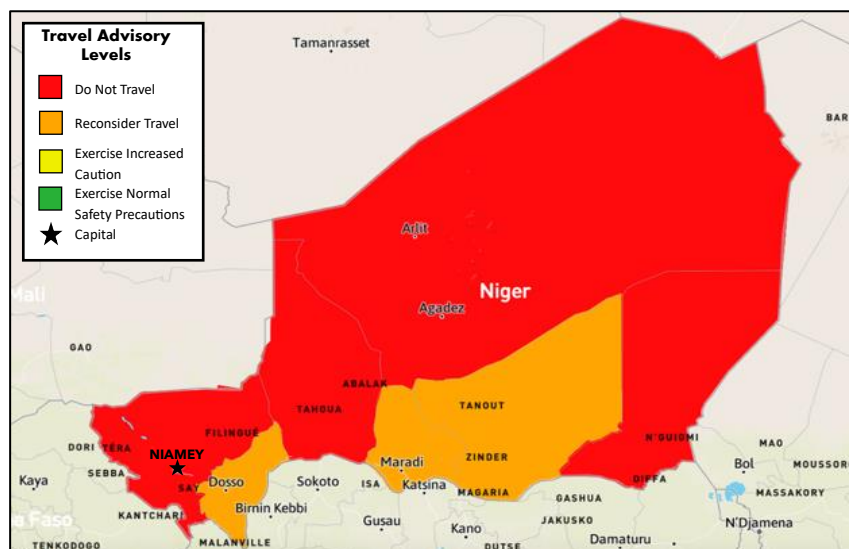 Travel Advisory
Levels
Do Not Travel
Reconsider Travel
Exercise Increased
Caution
Exercise Normal
Safety Precautions
Capital
Tamanrasset
BAR
Arlit
Mali
Niger
Agadez
GAO
ABALAK
TAHOUA
TANOUT
FILINGUÉ
DORI
TÉRA
NIAMEY
N'GUIGMI
MAO
SEBBA
Maradi
ZINDER
Bol
MOUSSORO
Kaya
SAY
Dosso
Sokoto
ISA
Katsina
MAGARIA
DIFFA
MASSAKORY
GASHUA
KANTCHARI
Birnin Kebbi
Faso
Gusau
Kano
JAKUSKO
N'Djamena
TENKODOGO
MALANVILLE
DUTSE
Damaturu